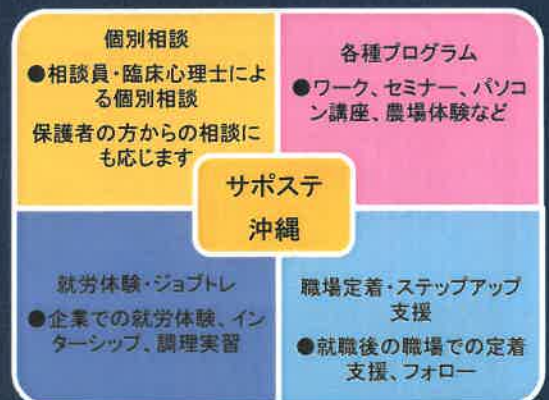 個別相談
●相談員・臨床心理士によ
る個別相談
保護者の方からの相談に
も応じます
各種プログラム
●ワーク、セミナー、パソコ
ン講座、農場体験など
サポステ
沖縄
就労体験・ジョブトレ
●企業での就労体験、イン
ターシップ、調理実習
職場定着・ステップアップ
支援
●就職後の職場での定着
支援、フォロー